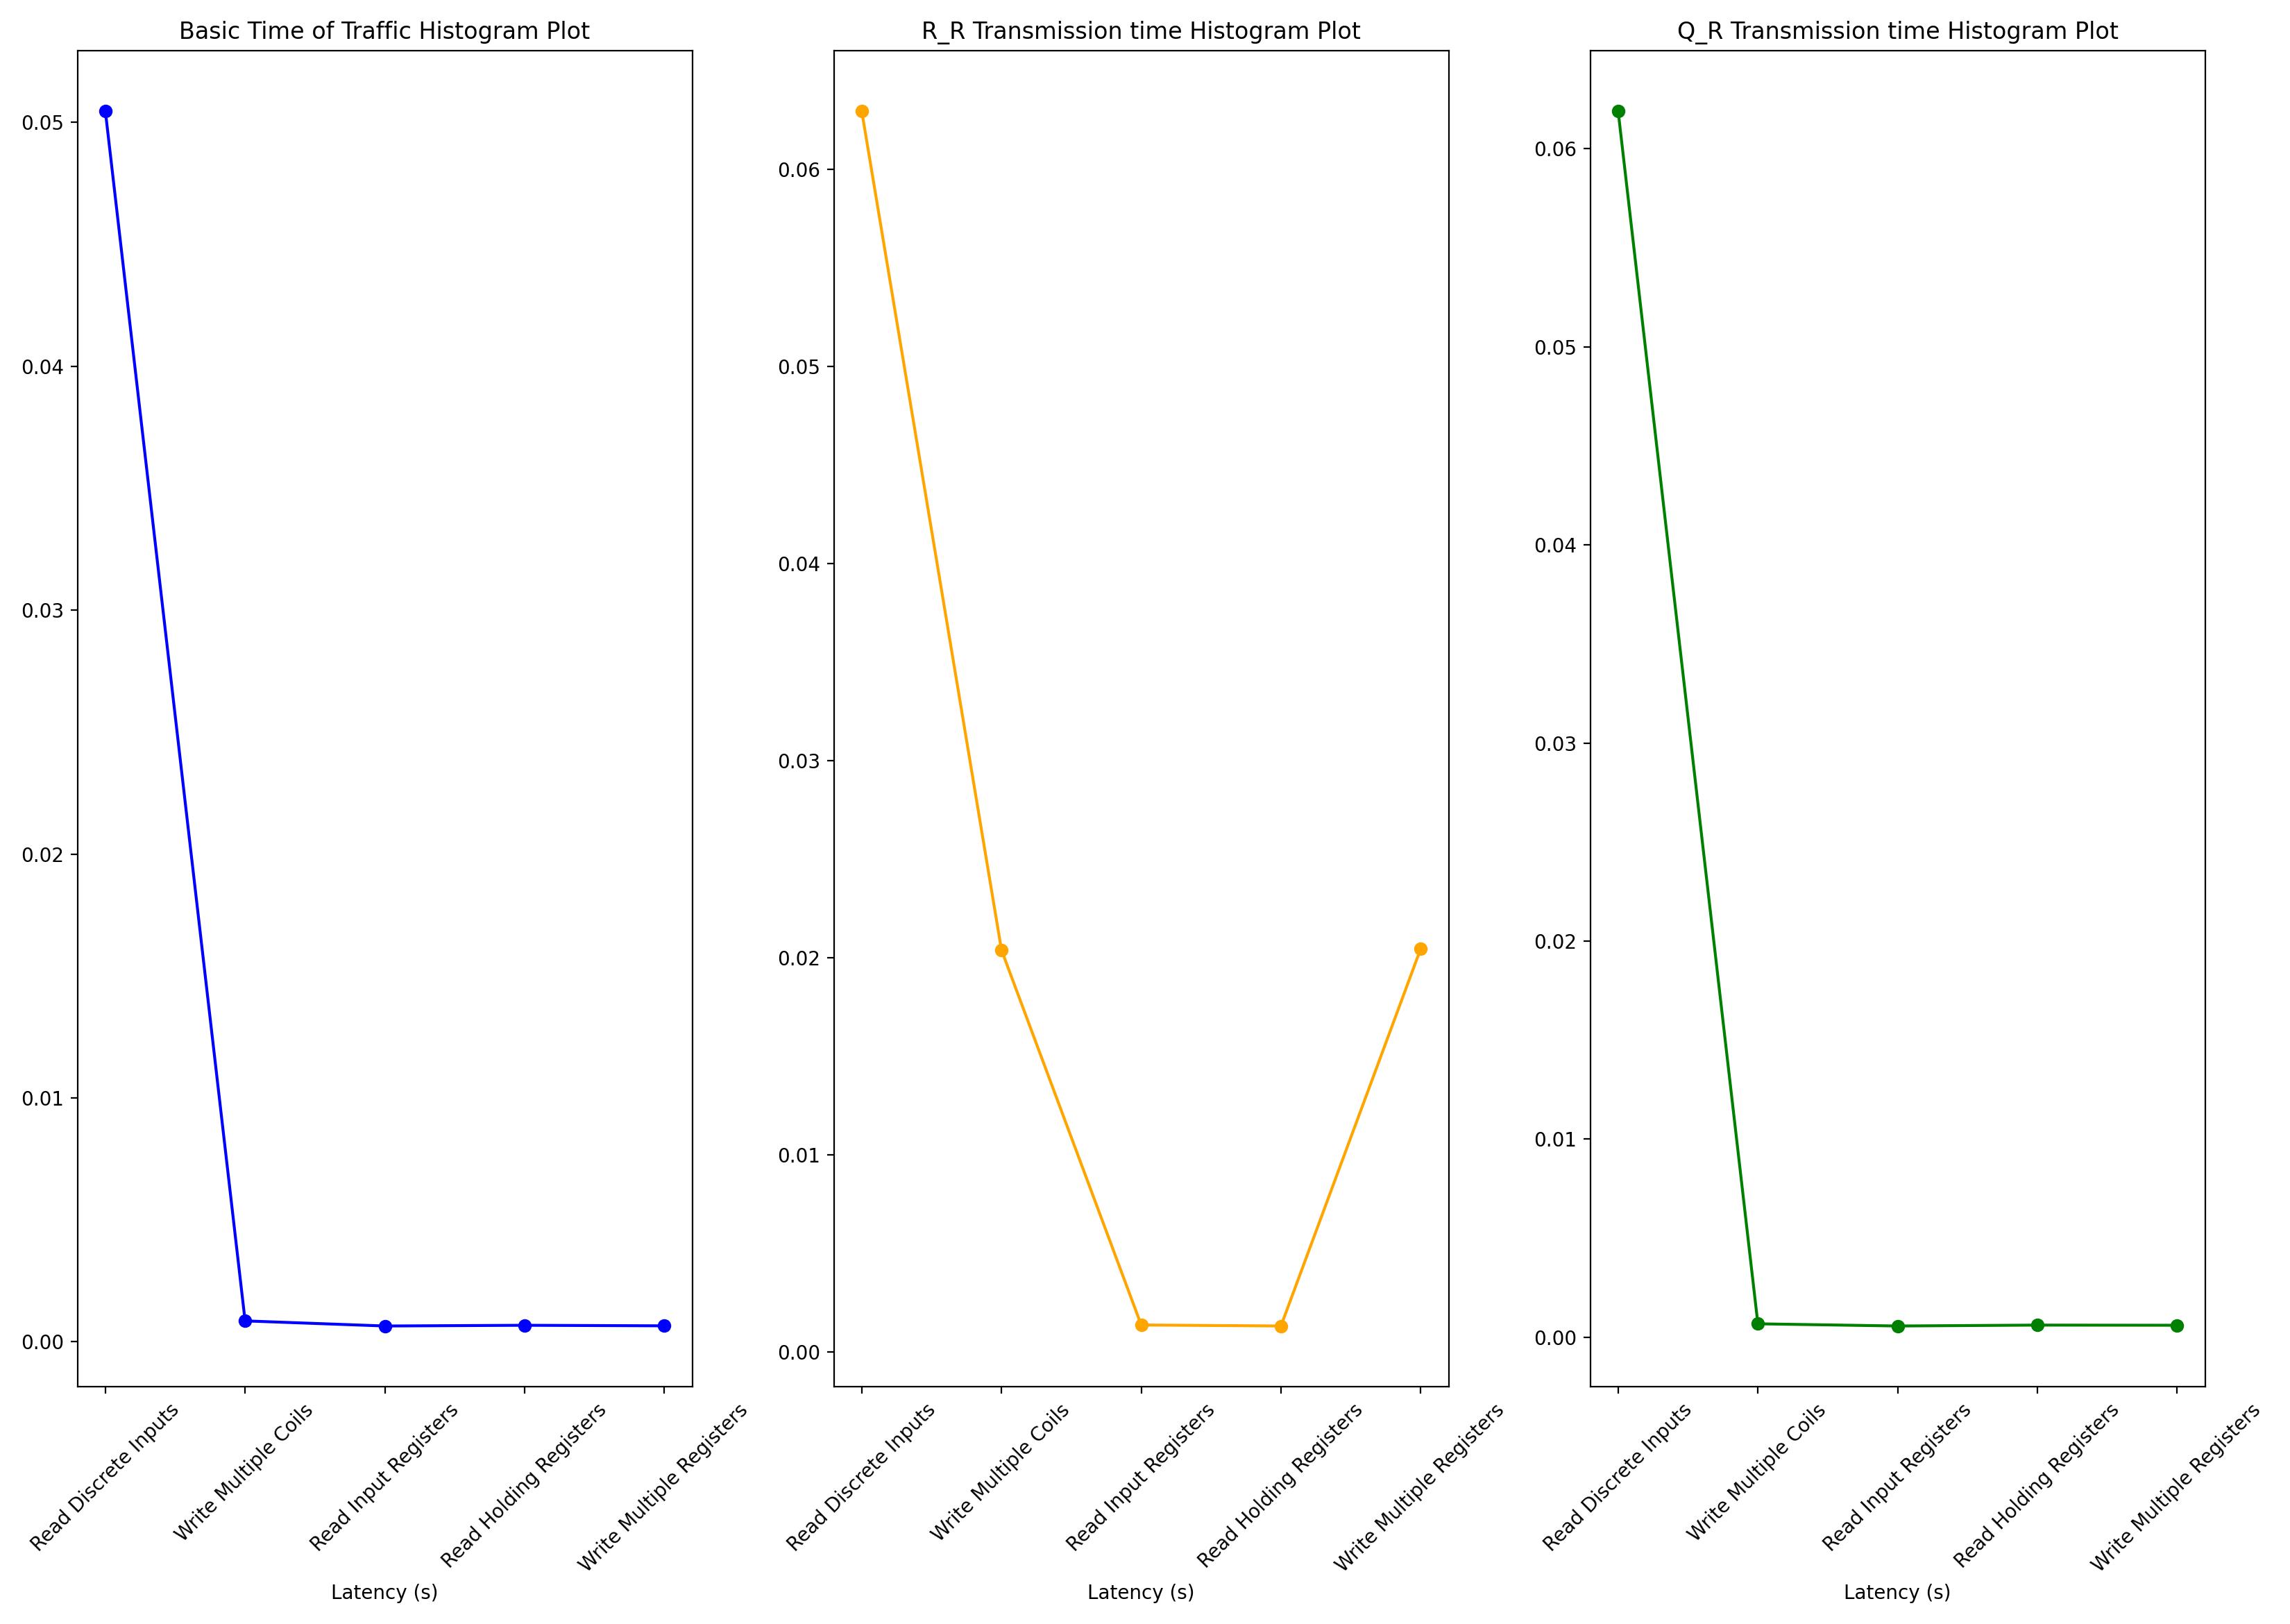 Basic Time of Traffic Histogram Plot
0.05
0.04
0.03
0.02
0.01
0.00
Read Discrete Inputs
Write Multiple Coils
Read Input Registers
Read Holding Registers
Write Multiple Registers
Latency (s)
R_R Transmission time Histogram Plot
0.06
0.05
0.04
0.03
0.02
0.01
0.00
Read Discrete Inputs
Write Multiple Coils
Read Input Registers
Read Holding Registers
Write Multiple Registers
Latency (s)
Q_R Transmission time Histogram Plot
0.06
0.05
0.04
0.03
0.02
0.01
0.00
Read Discrete Inputs
Write Multiple Coils
Read Input Registers
Read Holding Registers
Write Multiple Registers
Latency (s)